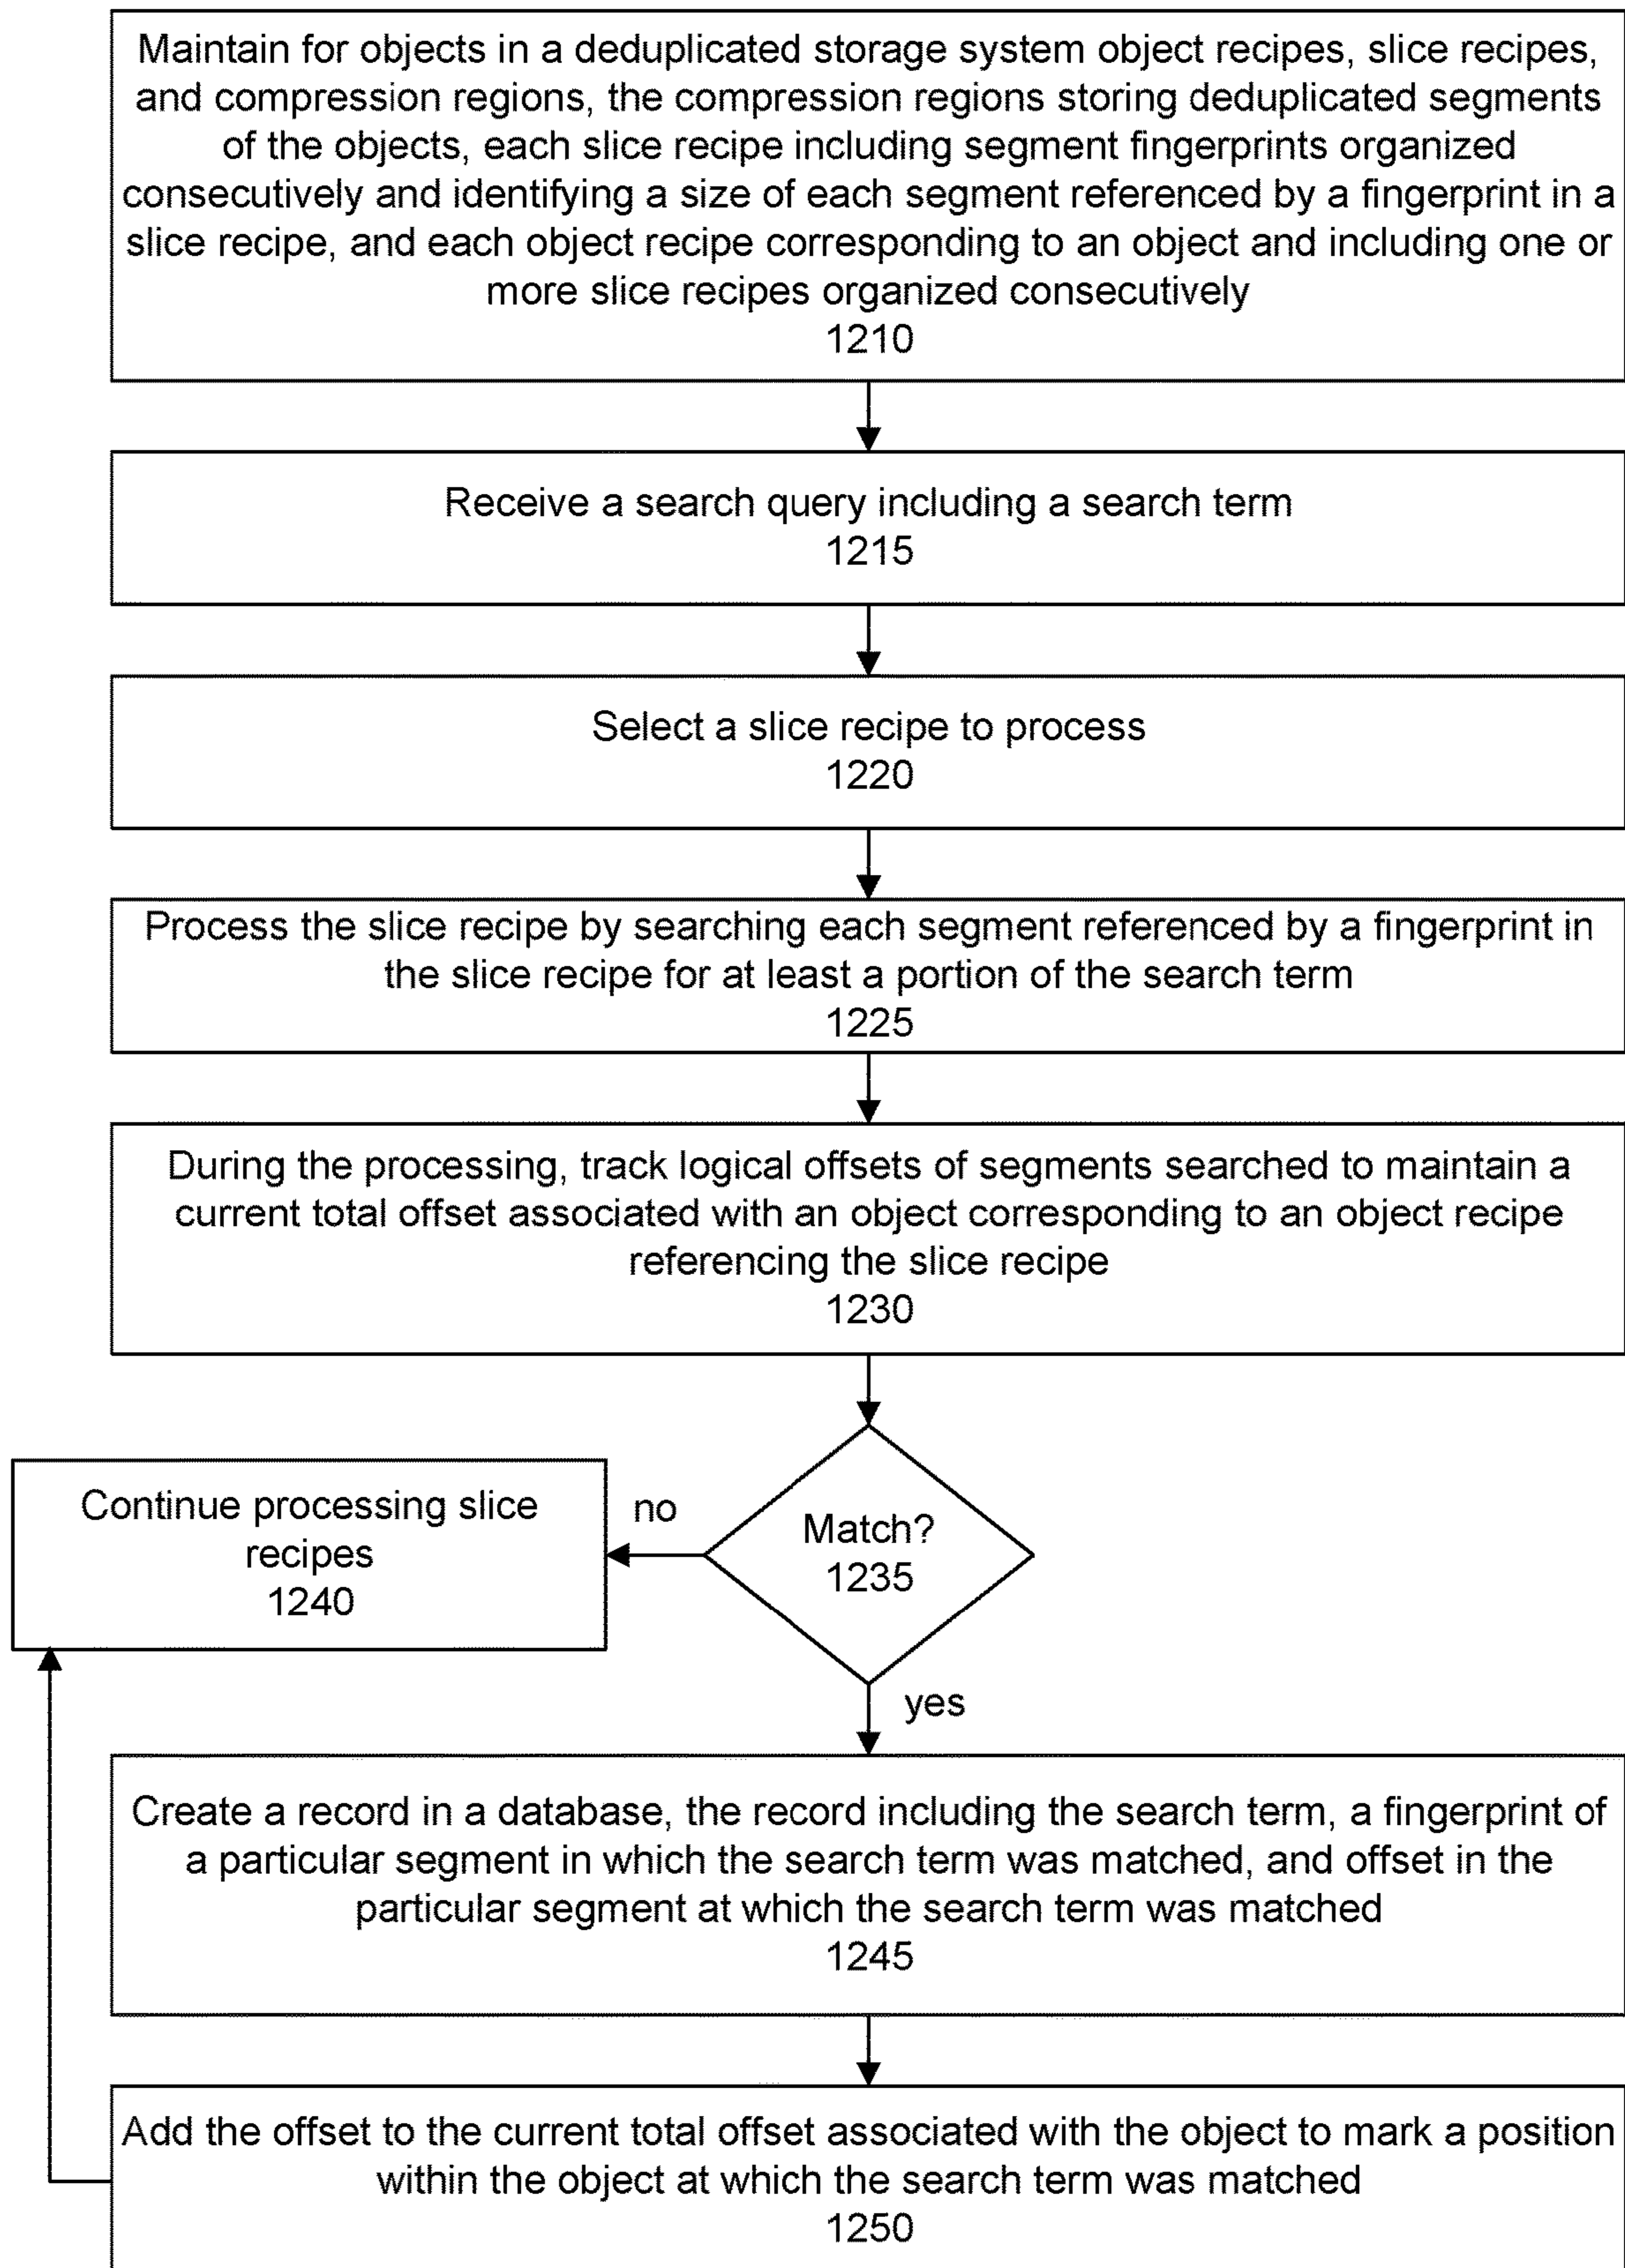 Maintain for objects in a deduplicated storage system object recipes, slice recipes,
and compression regions, the compression regions storing deduplicated segments
of the objects, each slice recipe including segment fingerprints organized
consecutively and identifying a size of each segment referenced by a fingerprint in a
slice recipe, and each object recipe corresponding to an object and including one or
more slice recipes organized consecutively
1210
Receive a search query including a search term
1215
Select a slice recipe to process
1220
Process the slice recipe by searching each segment referenced by a fingerprint in
the slice recipe for at least a portion of the search term
1225
During the processing, track logical offsets of segments searched to maintain a
current total offset associated with an object corresponding to an object recipe
referencing the slice recipe
1230
Match?
1235
no
Continue processing slice
recipes
1240
yes
Create a record in a database, the record including the search term, a fingerprint of
a particular segment in which the search term was matched, and offset in the
particular segment at which the search term was matched
1245
Add the offset to the current total offset associated with the object to mark a position
within the object at which the search term was matched
1250